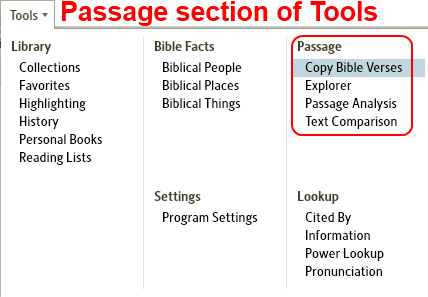 Tools
Passage section of Tools
Library
Collections
Favorites
Highlighting
History
Personal Books
Reading Lists
Bible Facts
Biblical People
Biblical Places
Biblical Things
Passage
Copy Bible Verses
Explorer
Passage Analysis
Text Comparison
Settings
Program Settings
Lookup
Cited By
Information
Power Lookup
Pronunciation